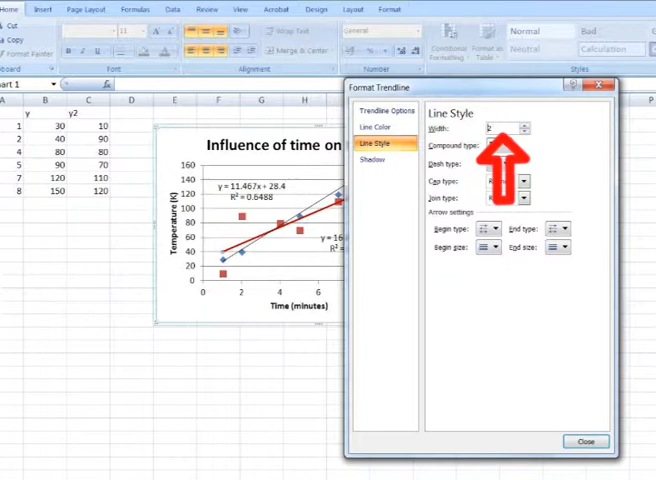 Home Insert Page Layout Formulas Data Review View Acrobat Design Layout Format
Cut
Copy
Format Painter
11
Wrap Text
Merge & Center
General
Conditional Formatting
Format as Table
Normal Bad
Neutral Calculation
Font Alignment Number Styles
fx
A B C D E F G H P
y y2
1 30 10
2 40 90
4 80 80
5 90 70
7 120 110
8 150 120
Influence of time on
160
140
120
100
80
60
40
20
0
0 2 4 6
Temperature (K)
Time (minutes)
y = 11.467x + 28.4
R² = 0.6488
Format Trendline
Trendline Options
Line Color
Line Style
Shadow
Line Style
Width: 2
Compound type:
Dash type:
Cap type:
Join type:
Arrow settings
Begin type: End type:
Begin size: End size:
Close